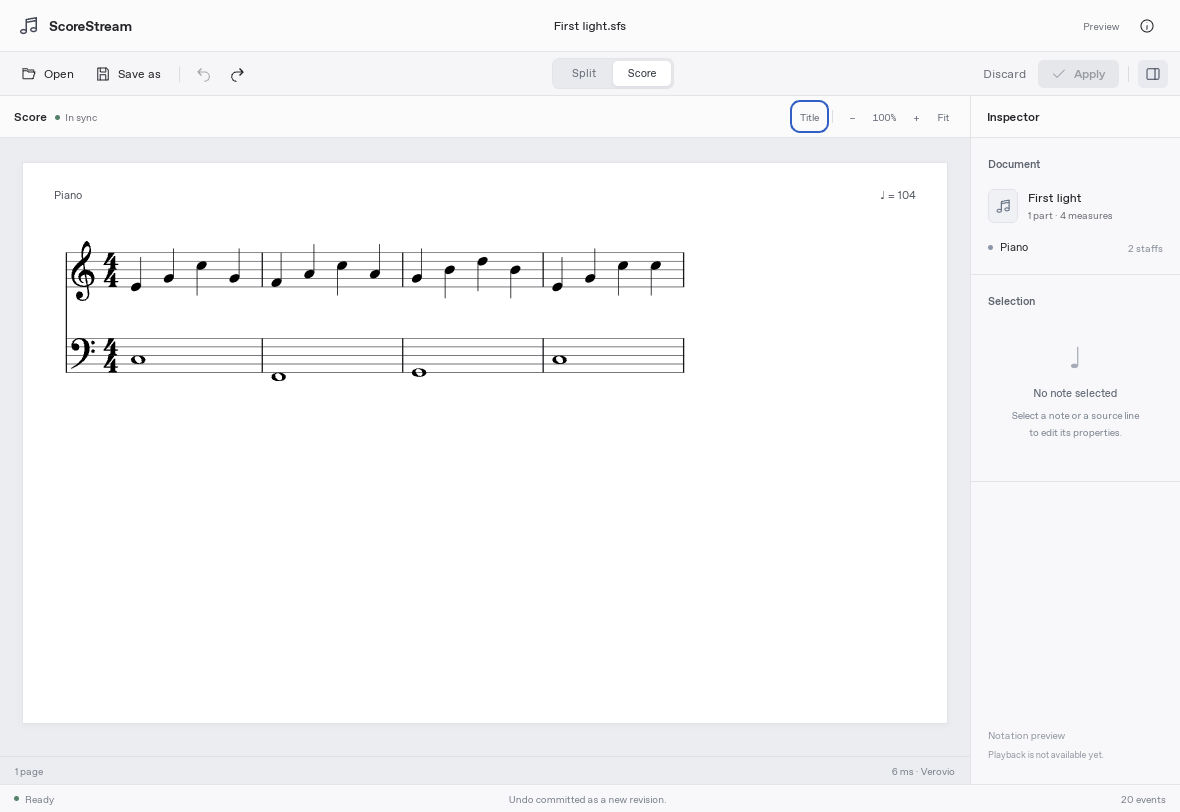 ScoreStream
First light.sfs
Preview
Open
Save as
Split
Score
Discard
Apply
Score
In sync
Title
−
100%
+
Fit
Inspector
Piano
♩ = 104
Document
First light
1 part · 4 measures
Piano
2 staffs
Selection
No note selected
Select a note or a source line
to edit its properties.
Notation preview
Playback is not available yet.
1 page
6 ms · Verovio
Ready
Undo committed as a new revision.
20 events